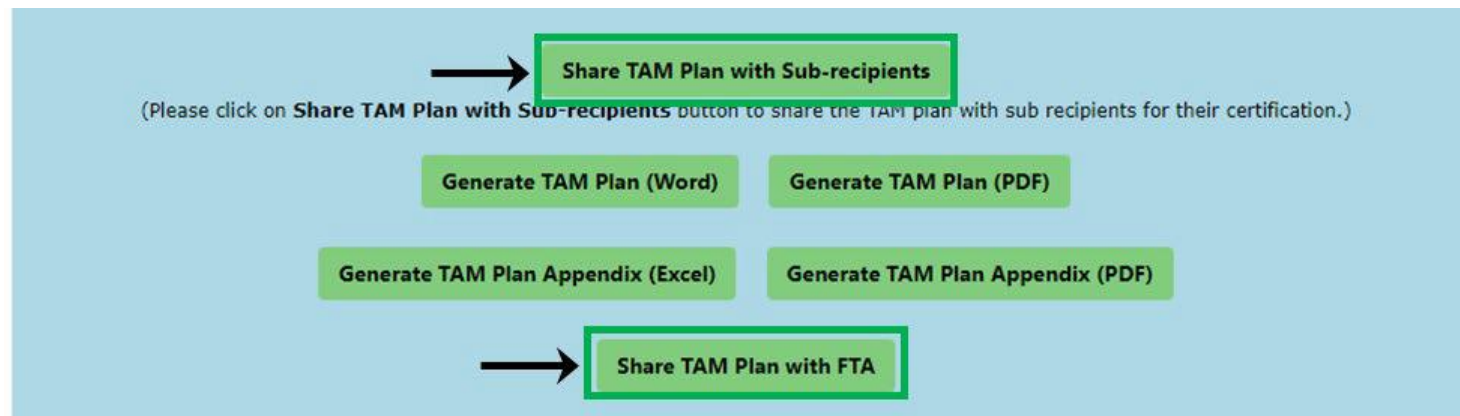 Share TAM Plan with Sub-recipients
(Please click on Share TAM Plan with Sub-recipients button to share the TAM plan with sub recipients for their certification.)
Generate TAM Plan (Word) Generate TAM Plan (PDF)
Generate TAM Plan Appendix (Excel) Generate TAM Plan Appendix (PDF)
Share TAM Plan with FTA